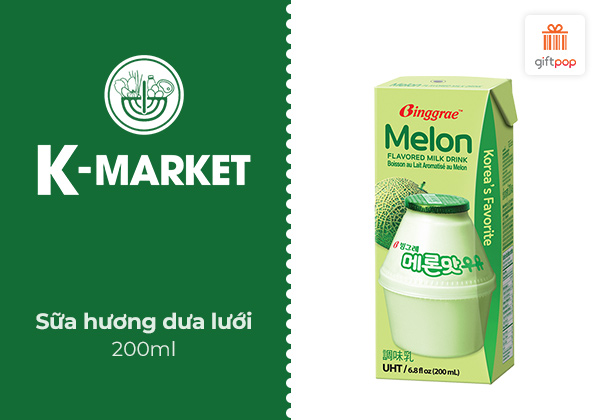 K-MARKET
Sữa hương dưa lưới
200ml
giftpop
Binggrae™
Melon
FLAVORED MILK DRINK
Boisson au Lait Aromatisé au Melon
Korea's Favorite
빙그레
메론맛우유
調味乳
UHT / 6.8 fl oz (200 mL)